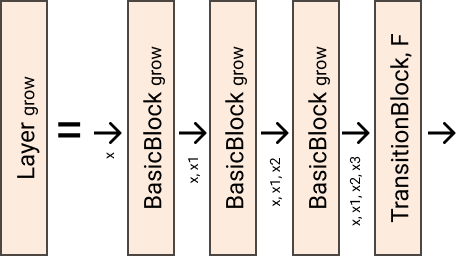 Layer grow
=
x
BasicBlock grow
x, x1
BasicBlock grow
x, x1, x2
BasicBlock grow
x, x1, x2, x3
TransitionBlock, F